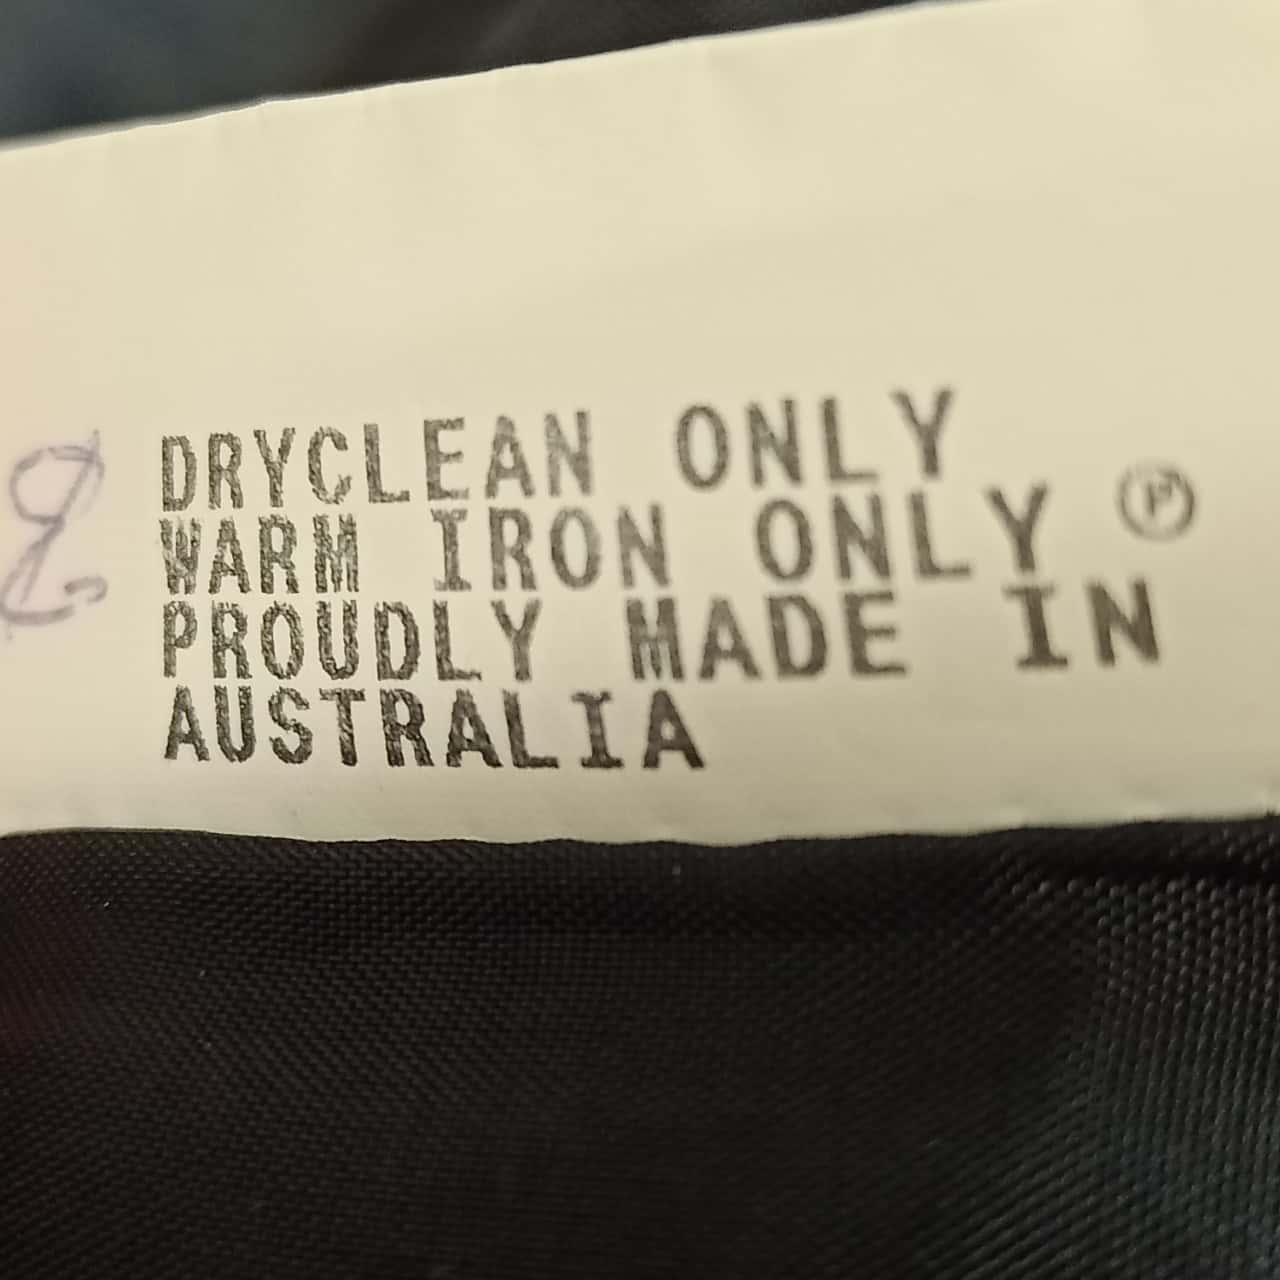 DRYCLEAN ONLY
WARM IRON ONLY Ⓟ
PROUDLY MADE IN
AUSTRALIA